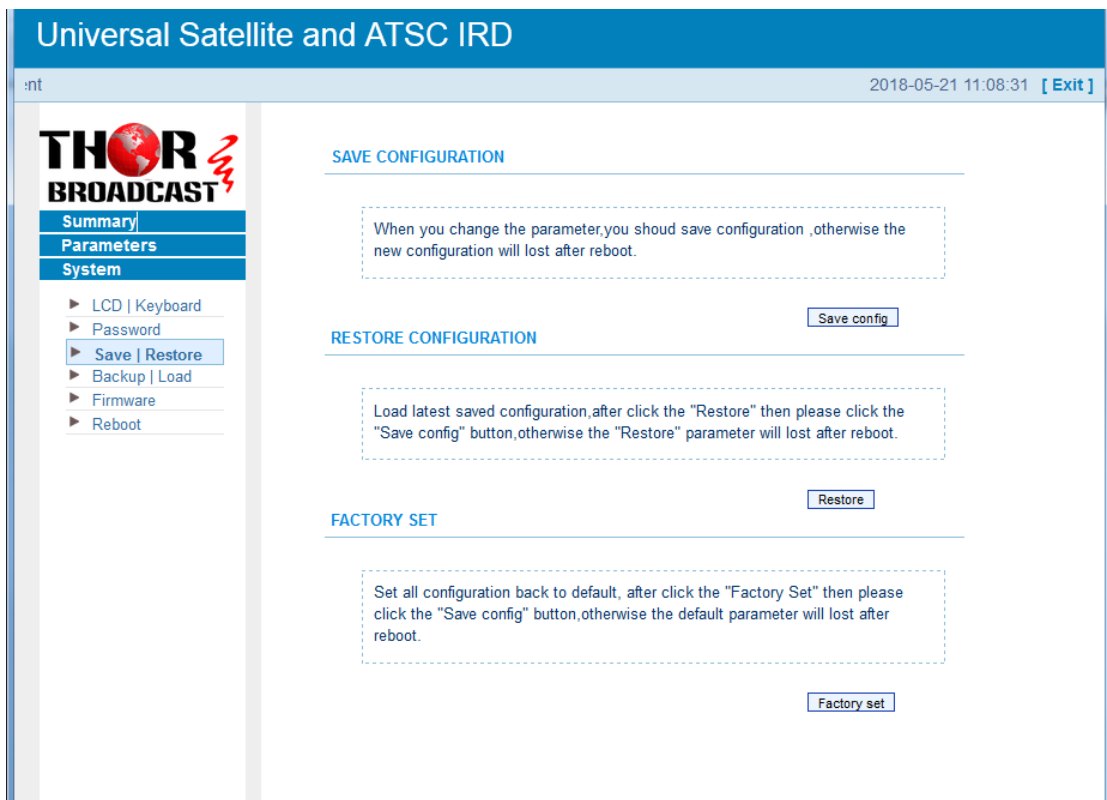 Universal Satellite and ATSC IRD
ent 2018-05-21 11:08:31 [ Exit ]
THOR
BROADCAST
Summary
Parameters
System
LCD | Keyboard
Password
Save | Restore
Backup | Load
Firmware
Reboot
SAVE CONFIGURATION
When you change the parameter,you shoud save configuration ,otherwise the
new configuration will lost after reboot.
Save config
RESTORE CONFIGURATION
Load latest saved configuration,after click the "Restore" then please click the
"Save config" button,otherwise the "Restore" parameter will lost after reboot.
Restore
FACTORY SET
Set all configuration back to default, after click the "Factory Set" then please
click the "Save config" button,otherwise the default parameter will lost after
reboot.
Factory set